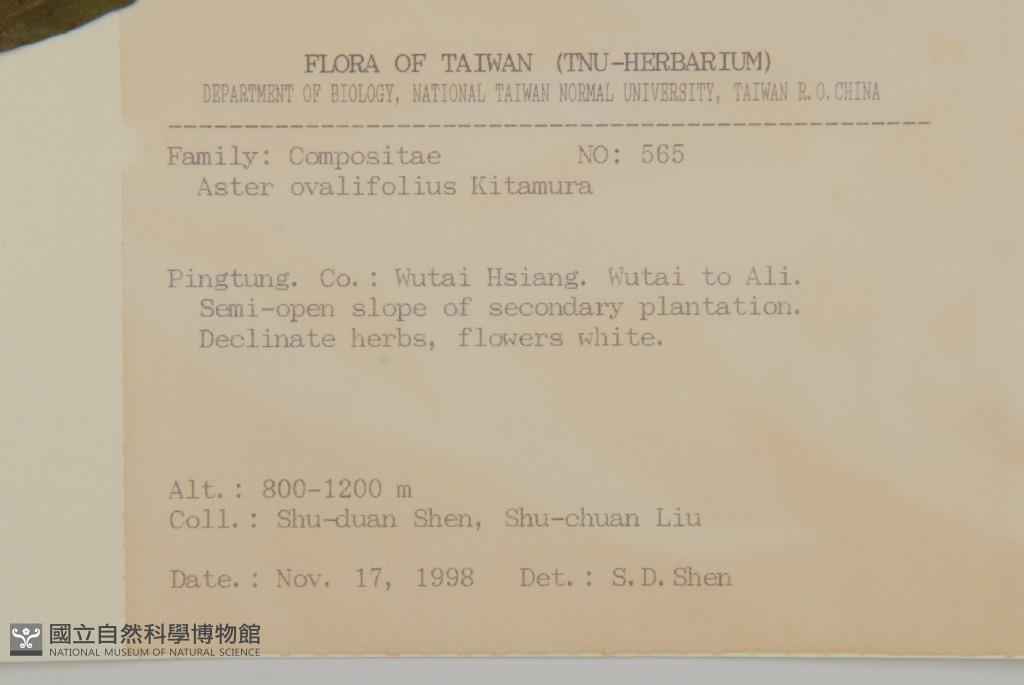 FLORA OF TAIWAN (TNU-HERBARIUM)
DEPARTMENT OF BIOLOGY, NATIONAL TAIWAN NORMAL UNIVERSITY, TAIWAN R.O.CHINA
Family: Compositae NO: 565
Aster ovalifolius Kitamura
Pingtung. Co.: Wutai Hsiang. Wutai to Ali.
Semi-open slope of secondary plantation.
Declinate herbs, flowers white.
Alt.: 800-1200 m
Coll.: Shu-duan Shen, Shu-chuan Liu
Date.: Nov. 17, 1998 Det.: S.D.Shen
國立自然科學博物館
NATIONAL MUSEUM OF NATURAL SCIENCE